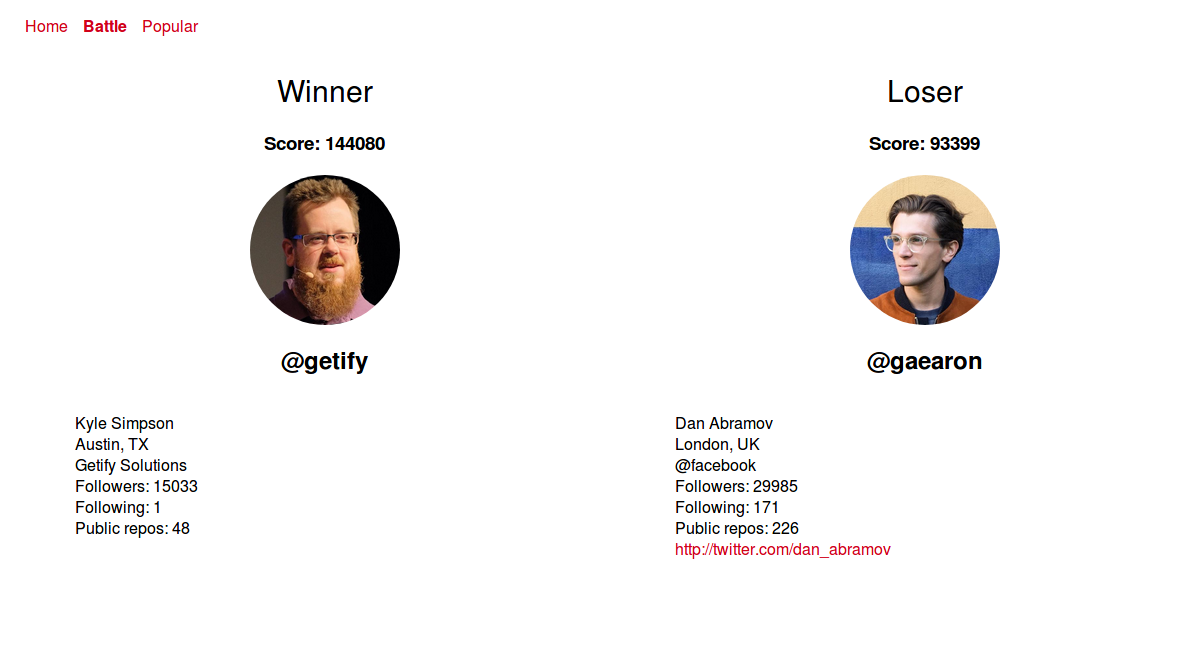 Home Battle Popular
Winner
Score: 144080
@getify
Kyle Simpson
Austin, TX
Getify Solutions
Followers: 15033
Following: 1
Public repos: 48
Loser
Score: 93399
@gaearon
Dan Abramov
London, UK
@facebook
Followers: 29985
Following: 171
Public repos: 226
http://twitter.com/dan_abramov